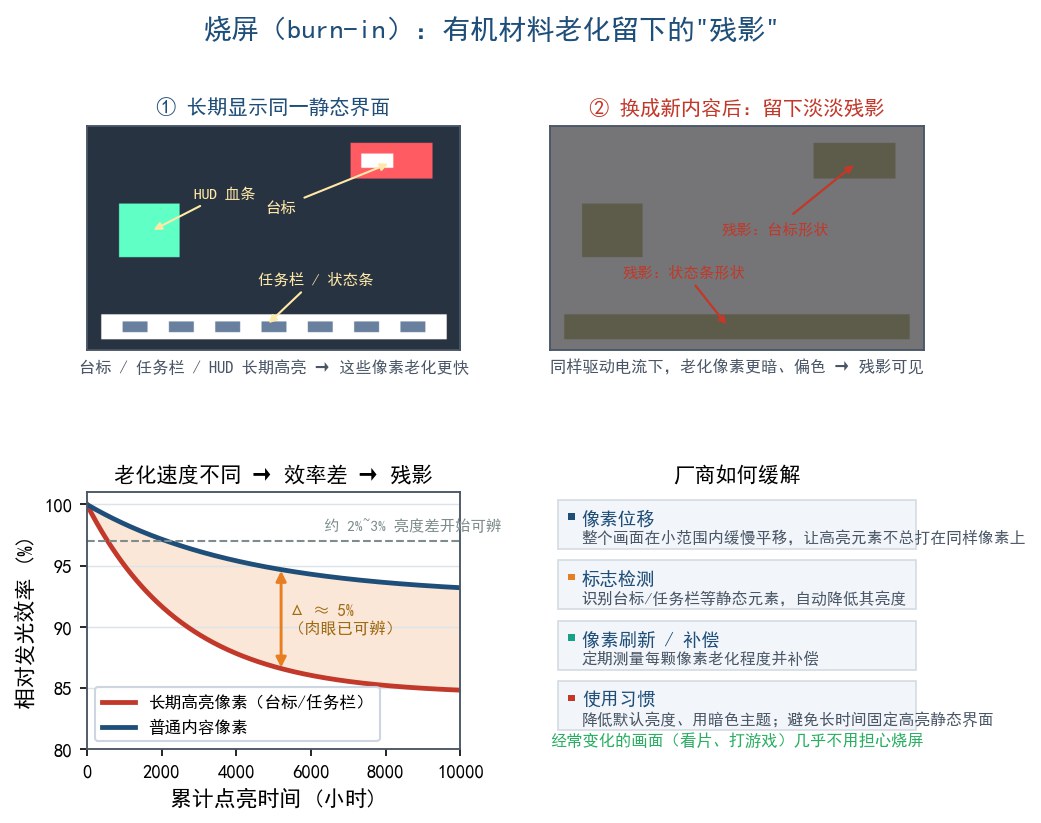 烧屏（burn-in）：有机材料老化留下的"残影"
① 长期显示同一静态界面
HUD 血条
台标
任务栏 / 状态条
台标 / 任务栏 / HUD 长期高亮 → 这些像素老化更快
② 换成新内容后：留下淡淡残影
残影：台标形状
残影：状态条形状
同样驱动电流下，老化像素更暗、偏色 → 残影可见
老化速度不同 → 效率差 → 残影
相对发光效率 (%)
100
95
90
85
80
约 2%~3% 亮度差开始可辨
Δ ≈ 5%
（肉眼已可辨）
长期高亮像素（台标/任务栏）
普通内容像素
0 2000 4000 6000 8000 10000
累计点亮时间 (小时)
厂商如何缓解
像素位移
整个画面在小范围内缓慢平移，让高亮元素不总打在同样像素上
标志检测
识别台标/任务栏等静态元素，自动降低其亮度
像素刷新 / 补偿
定期测量每颗像素老化程度并补偿
使用习惯
降低默认亮度、用暗色主题；避免长时间固定高亮静态界面
经常变化的画面（看片、打游戏）几乎不用担心烧屏